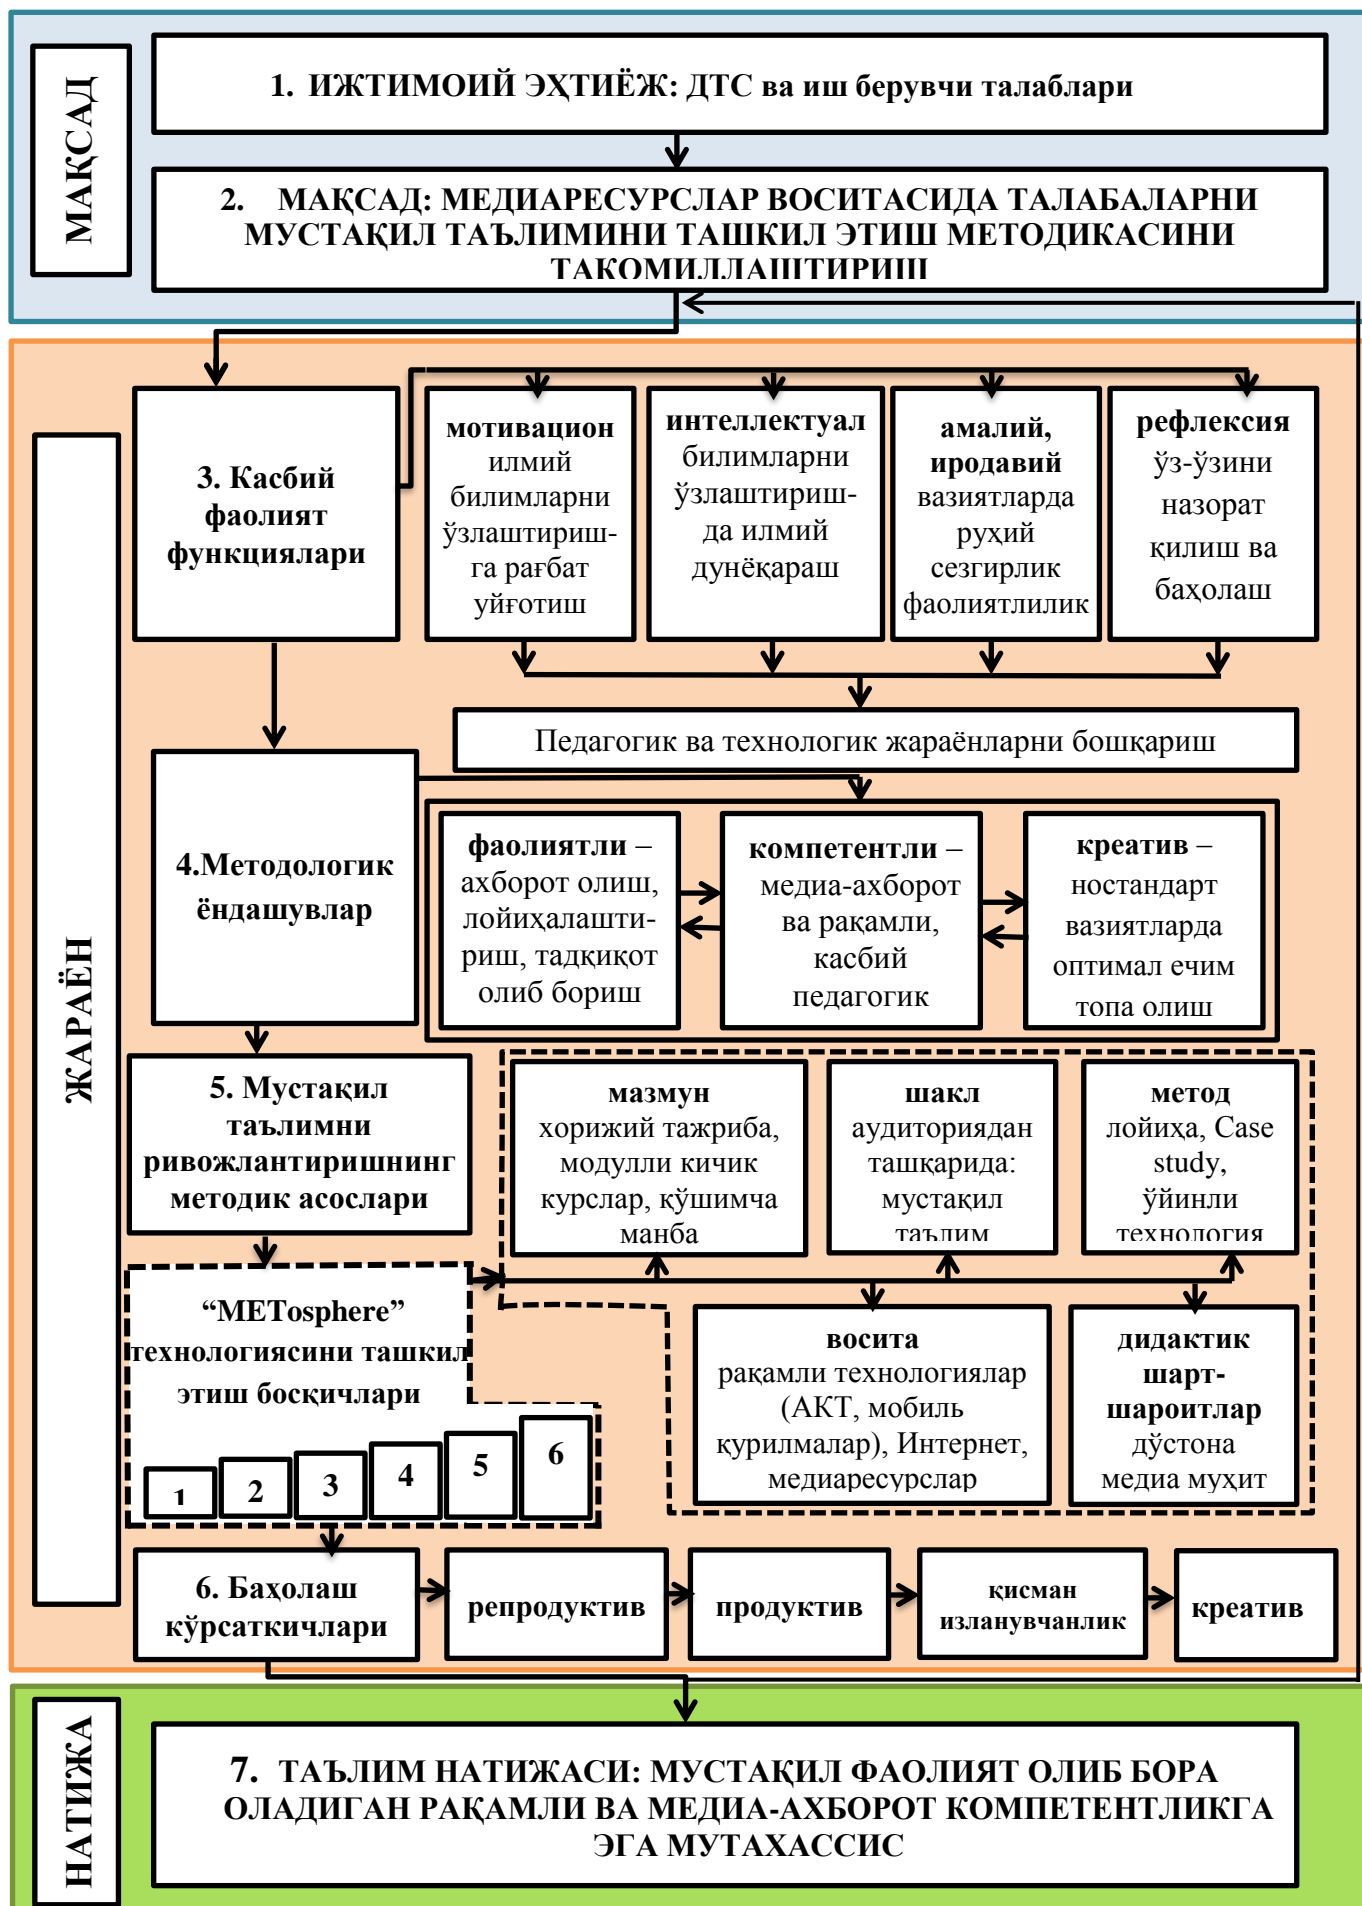 МАҚСАД
1. ИЖТИМОИЙ ЭҲТИЁЖ: ДТС ва иш берувчи талаблари
2. МАҚСАД: МЕДИАРЕСУРСЛАР ВОСИТАСИДА ТАЛАБАЛАРНИ
МУСТАҚИЛ ТАЪЛИМИНИ ТАШКИЛ ЭТИШ МЕТОДИКАСИНИ
ТАКОМИЛЛАШТИРИШ
ЖАРАЁН
3. Касбий
фаолият
функциялари
мотивацион
илмий
билимларни
ўзлаштириш-
га рағбат
уйғотиш
интеллектуал
билимларни
ўзлаштириш-
да илмий
дунёқараш
амалий,
иродавий
вазиятларда
руҳий
сезгирлик
фаолиятлилик
рефлексия
ўз-ўзини
назорат
қилиш ва
баҳолаш
Педагогик ва технологик жараёнларни бошқариш
4.Методологик
ёндашувлар
фаолиятли –
ахборот олиш,
лойиҳалашти-
риш, тадқиқот
олиб бориш
компетентли –
медиа-ахборот
ва рақамли,
касбий
педагогик
креатив –
ностандарт
вазиятларда
оптимал ечим
топа олиш
5. Мустақил
таълимни
ривожлантиришнинг
методик асослари
мазмун
хорижий тажриба,
модулли кичик
курслар, қўшимча
манба
шакл
аудиториядан
ташқарида:
мустақил
таълим
метод
лойиҳа, Case
study,
ўйинли
технология
“METosphere”
технологиясини ташкил
этиш босқичлари
1
2
3
4
5
6
восита
рақамли технологиялар
(АКТ, мобиль
қурилмалар), Интернет,
медиаресурслар
дидактик
шарт-
шароитлар
дўстона
медиа муҳит
6. Баҳолаш
кўрсаткичлари
репродуктив
продуктив
қисман
изланувчанлик
креатив
НАТИЖА
7. ТАЪЛИМ НАТИЖАСИ: МУСТАҚИЛ ФАОЛИЯТ ОЛИБ БОРА
ОЛАДИГАН РАҚАМЛИ ВА МЕДИА-АХБОРОТ КОМПЕТЕНТЛИКГА
ЭГА МУТАХАССИС